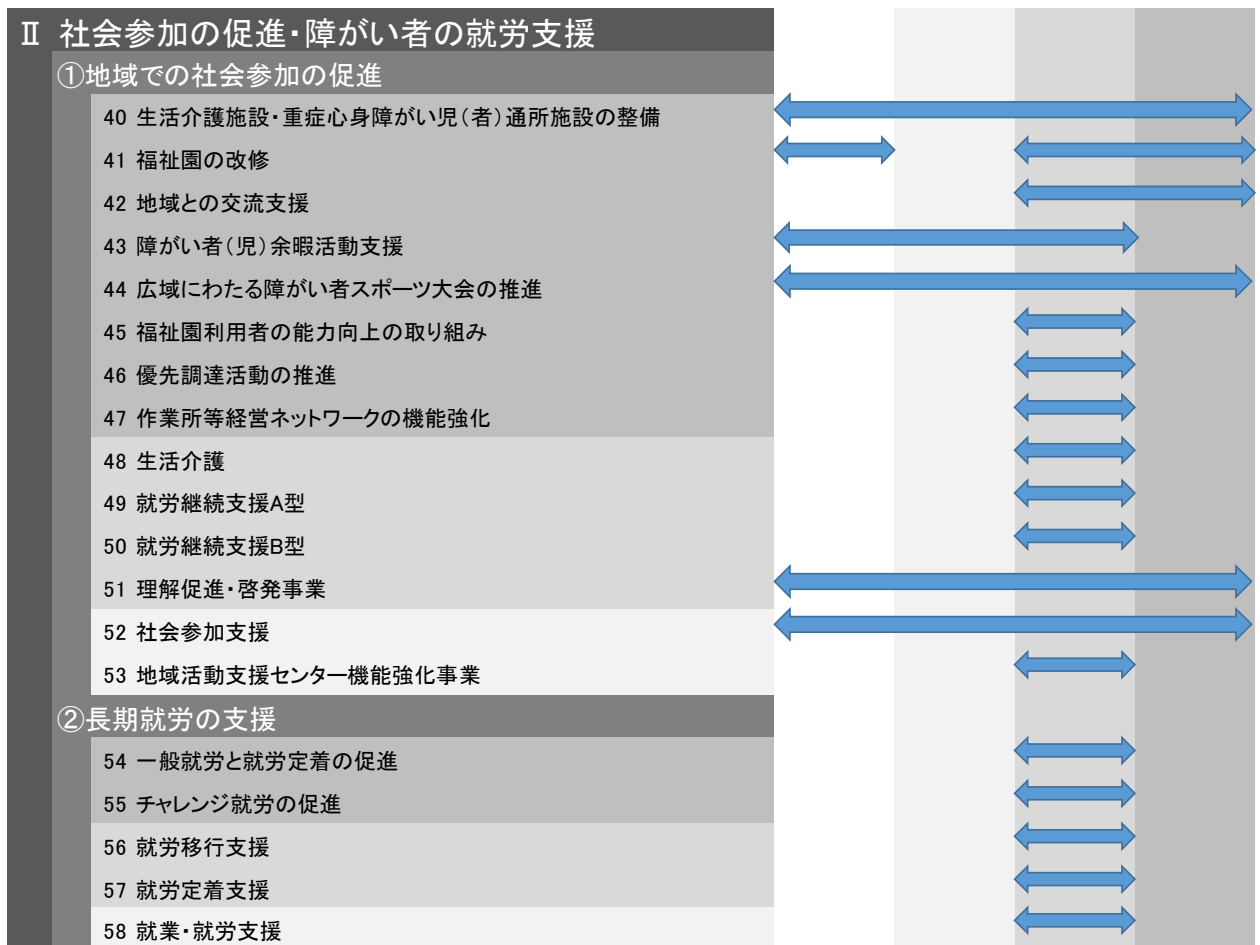 Ⅱ 社会参加の促進・障がい者の就労支援
①地域での社会参加の促進
40 生活介護施設・重症心身障がい児（者）通所施設の整備
41 福祉園の改修
42 地域との交流支援
43 障がい者（児）余暇活動支援
44 広域にわたる障がい者スポーツ大会の推進
45 福祉園利用者の能力向上の取り組み
46 優先調達活動の推進
47 作業所等経営ネットワークの機能強化
48 生活介護
49 就労継続支援A型
50 就労継続支援B型
51 理解促進・啓発事業
52 社会参加支援
53 地域活動支援センター機能強化事業
②長期就労の支援
54 一般就労と就労定着の促進
55 チャレンジ就労の促進
56 就労移行支援
57 就労定着支援
58 就業・就労支援